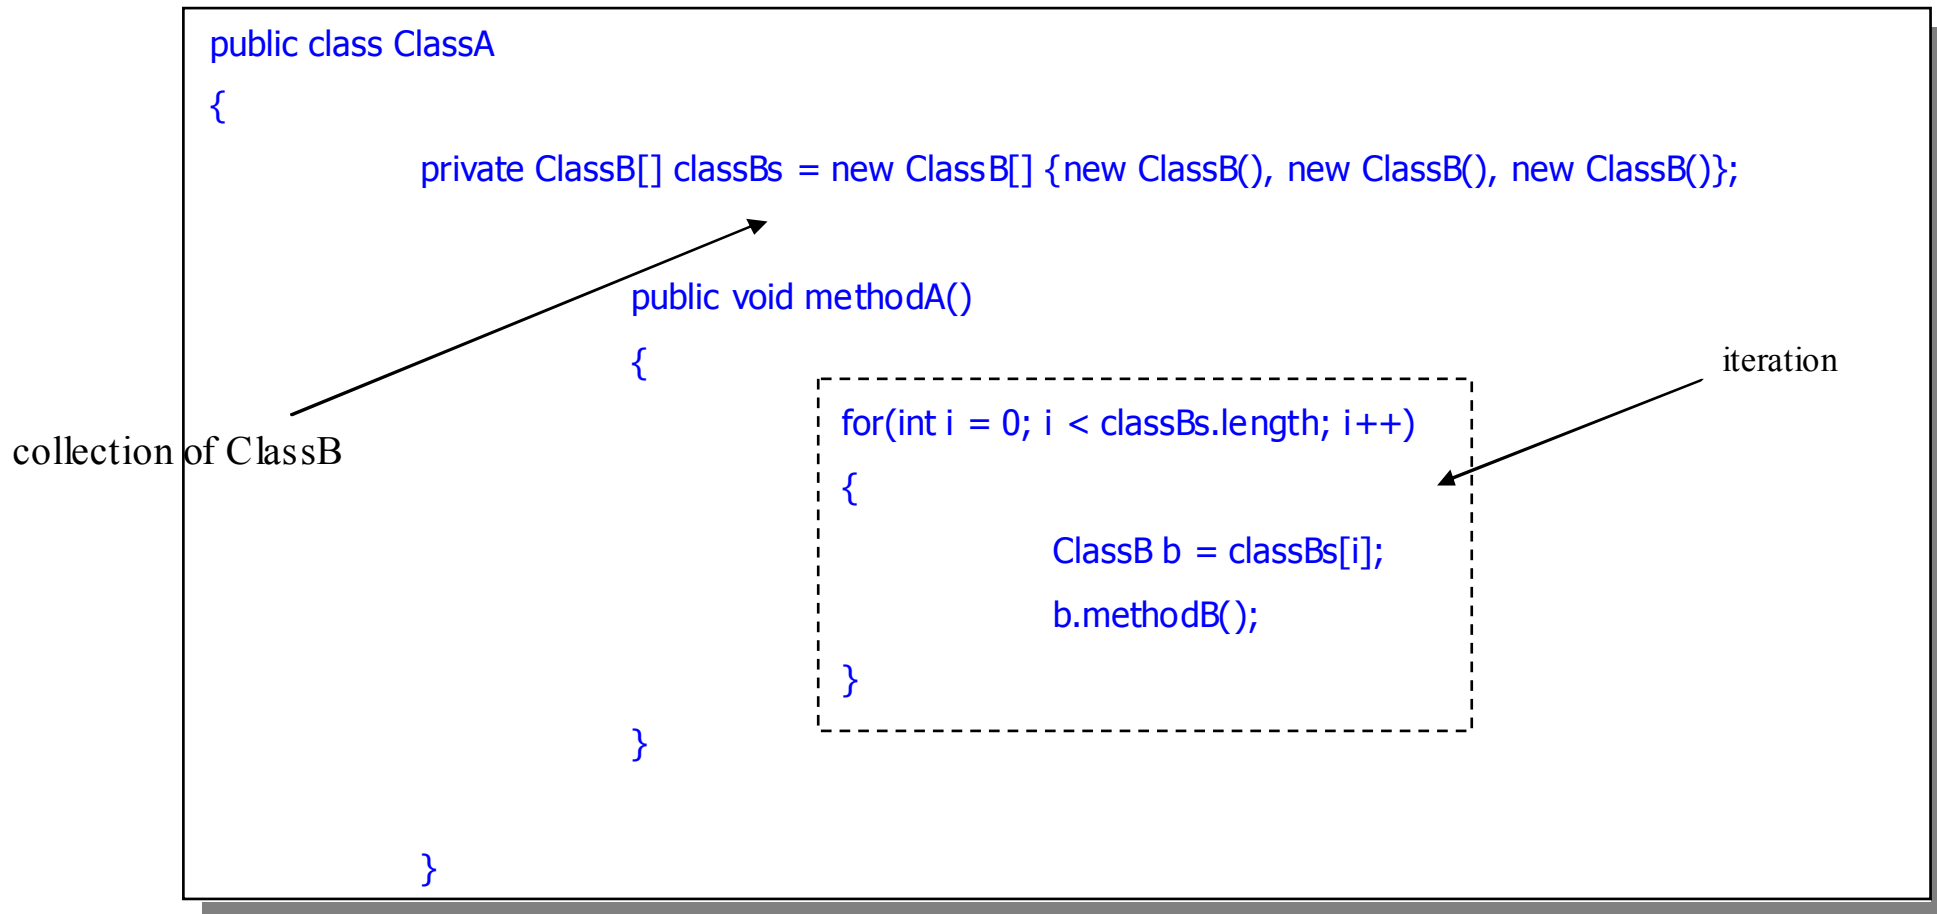 public class ClassA
{
private ClassB[] classBs = new ClassB[] {new ClassB(), new ClassB(), new ClassB()};
public void methodA()
{
iteration
for(int i = 0; i < classBs.length; i++)
collection of ClassB
{
ClassB b = classBs[i];
b.methodB();
}
}
}